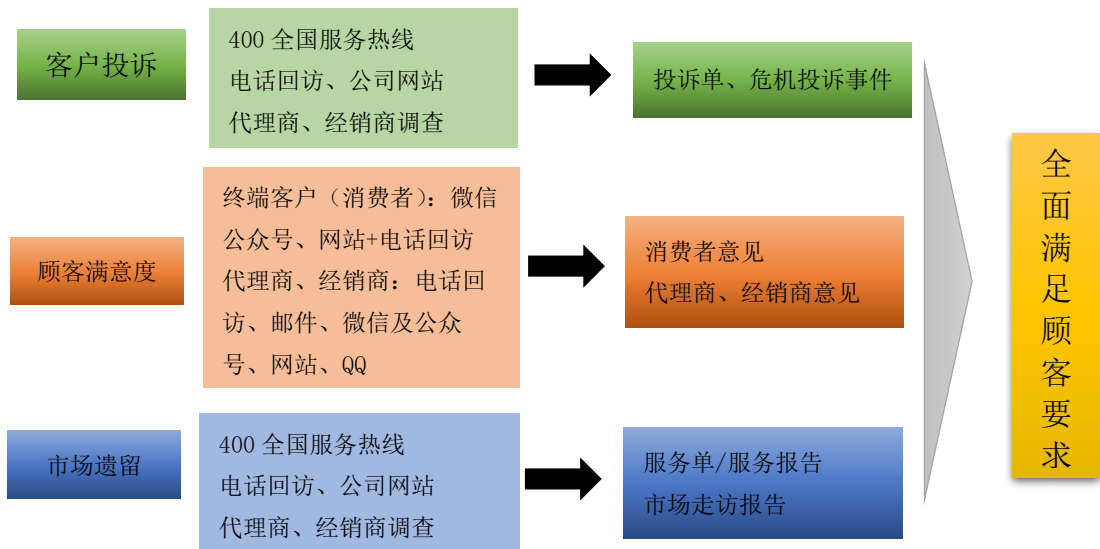 客户投诉
400 全国服务热线
电话回访、公司网站
代理商、经销商调查
投诉单、危机投诉事件
顾客满意度
终端客户（消费者）：微信
公众号、网站+电话回访
代理商、经销商：电话回
访、邮件、微信及公众
号、网站、QQ
消费者意见
代理商、经销商意见
市场遗留
400 全国服务热线
电话回访、公司网站
代理商、经销商调查
服务单/服务报告
市场走访报告
全面满足顾客要求